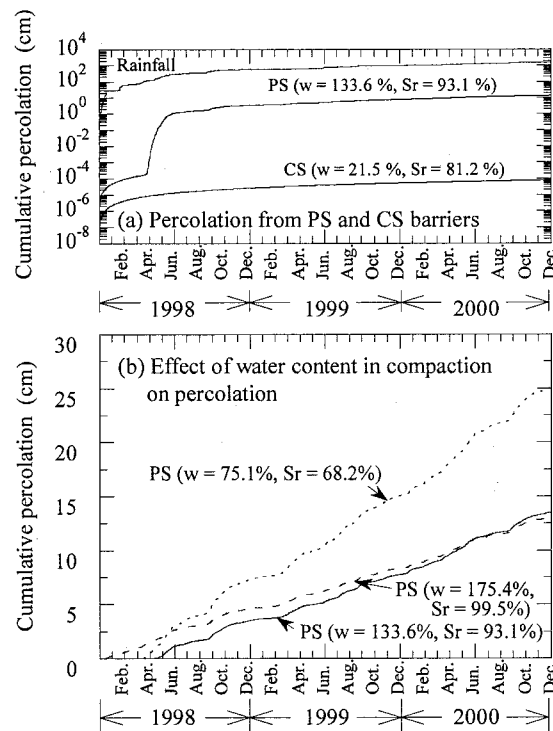 Cumulative percolation (cm)
10^4
10^2
10^0
10^-2
10^-4
10^-6
10^-8
Rainfall
PS (w = 133.6 %, Sr = 93.1 %)
CS (w = 21.5 %, Sr = 81.2 %)
(a) Percolation from PS and CS barriers
Feb. Apr. Jun. Aug. Oct. Dec. Feb. Apr. Jun. Aug. Oct. Dec. Feb. Apr. Jun. Aug. Oct. Dec.
1998 1999 2000
Cumulative percolation (cm)
30
25
20
15
10
5
0
(b) Effect of water content in compaction
on percolation
PS (w = 75.1%, Sr = 68.2%)
PS (w = 175.4%,
Sr = 99.5%)
PS (w = 133.6%, Sr = 93.1%)
Feb. Apr. Jun. Aug. Oct. Dec. Feb. Apr. Jun. Aug. Oct. Dec. Feb. Apr. Jun. Aug. Oct. Dec.
1998 1999 2000